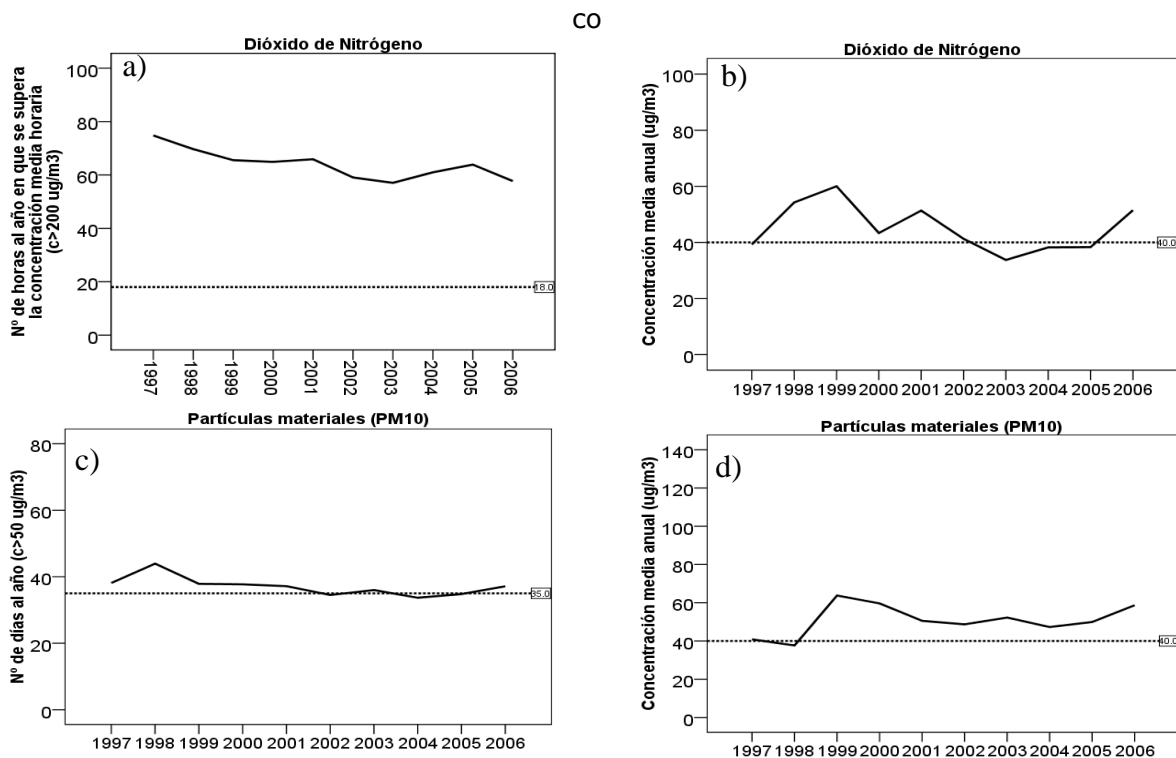 co
Dióxido de Nitrógeno
a)
Nº de horas al año en que se supera
la concentración media horaria
(c>200 ug/m3)
100
80
60
40
20
0
18.0
1997
1998
1999
2000
2001
2002
2003
2004
2005
2006
Dióxido de Nitrógeno
b)
Concentración media anual (ug/m3)
100
80
60
40
20
0
40.0
1997 1998 1999 2000 2001 2002 2003 2004 2005 2006
Partículas materiales (PM10)
c)
Nº de días al año (c>50 ug/m3)
80
60
40
20
0
35.0
1997 1998 1999 2000 2001 2002 2003 2004 2005 2006
Partículas materiales (PM10)
d)
Concentración media anual (ug/m3)
140
120
100
80
60
40
20
0
40.0
1997 1998 1999 2000 2001 2002 2003 2004 2005 2006